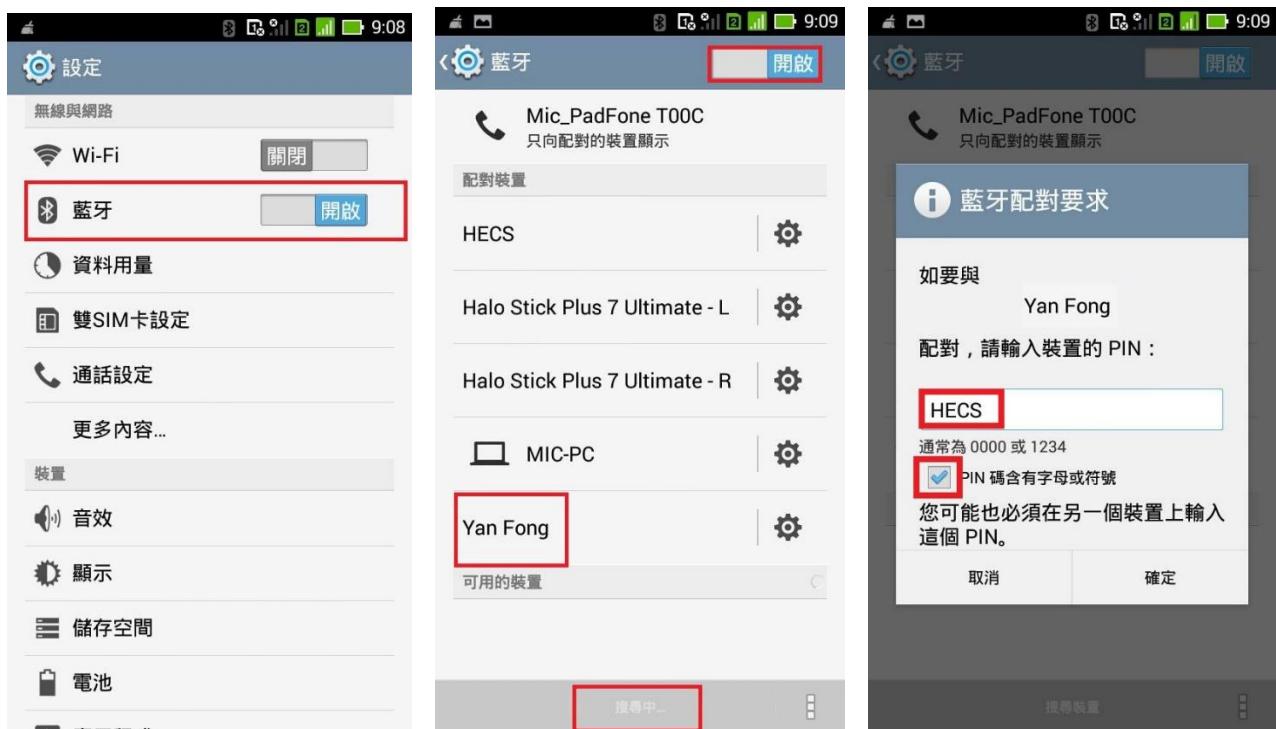 9:08
設定
無線與網路
Wi-Fi 關閉
藍牙 開啟
資料用量
雙SIM卡設定
通話設定
更多內容...
裝置
音效
顯示
儲存空間
電池
9:09
藍牙 開啟
Mic_PadFone T00C
只向配對的裝置顯示
配對裝置
HECS
Halo Stick Plus 7 Ultimate - L
Halo Stick Plus 7 Ultimate - R
MIC-PC
Yan Fong
可用的裝置
搜尋中...
9:09
藍牙 開啟
Mic_PadFone T00C
只向配對的裝置顯示
藍牙配對要求
如要與
Yan Fong
配對，請輸入裝置的 PIN：
HECS
通常為 0000 或 1234
PIN 碼含有字母或符號
您可能也必須在另一個裝置上輸入
這個 PIN。
取消 確定
搜尋裝置